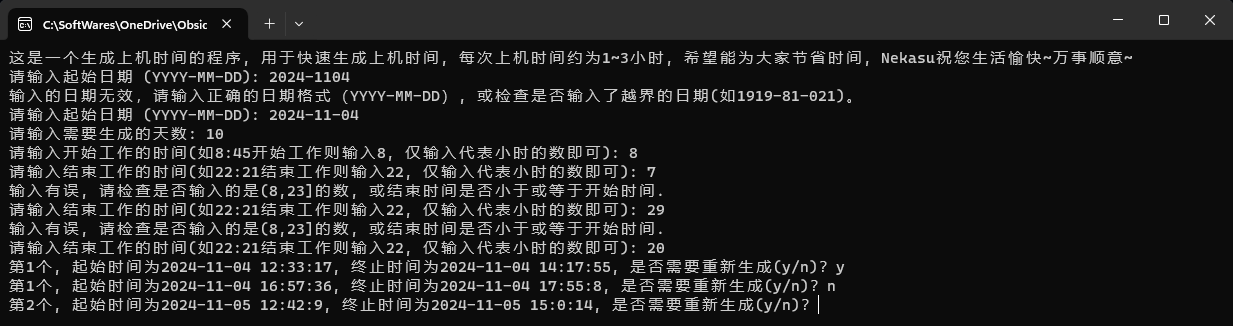 C:\SoftWares\OneDrive\Obsic
这是一个生成上机时间的程序, 用于快速生成上机时间, 每次上机时间约为1~3小时, 希望能为大家节省时间, Nekasu祝您生活愉快~万事顺意~
请输入起始日期 (YYYY-MM-DD): 2024-1104
输入的日期无效, 请输入正确的日期格式 (YYYY-MM-DD) , 或检查是否输入了越界的日期(如1919-81-021)。
请输入起始日期 (YYYY-MM-DD): 2024-11-04
请输入需要生成的天数: 10
请输入开始工作的时间(如8:45开始工作则输入8, 仅输入代表小时的数即可): 8
请输入结束工作的时间(如22:21结束工作则输入22, 仅输入代表小时的数即可): 7
输入有误, 请检查是否输入的是(8,23]的数, 或结束时间是否小于或等于开始时间.
请输入结束工作的时间(如22:21结束工作则输入22, 仅输入代表小时的数即可): 29
输入有误, 请检查是否输入的是(8,23]的数, 或结束时间是否小于或等于开始时间.
请输入结束工作的时间(如22:21结束工作则输入22, 仅输入代表小时的数即可): 20
第1个, 起始时间为2024-11-04 12:33:17, 终止时间为2024-11-04 14:17:55, 是否需要重新生成(y/n)? y
第1个, 起始时间为2024-11-04 16:57:36, 终止时间为2024-11-04 17:55:8, 是否需要重新生成(y/n)? n
第2个, 起始时间为2024-11-05 12:42:9, 终止时间为2024-11-05 15:0:14, 是否需要重新生成(y/n)?